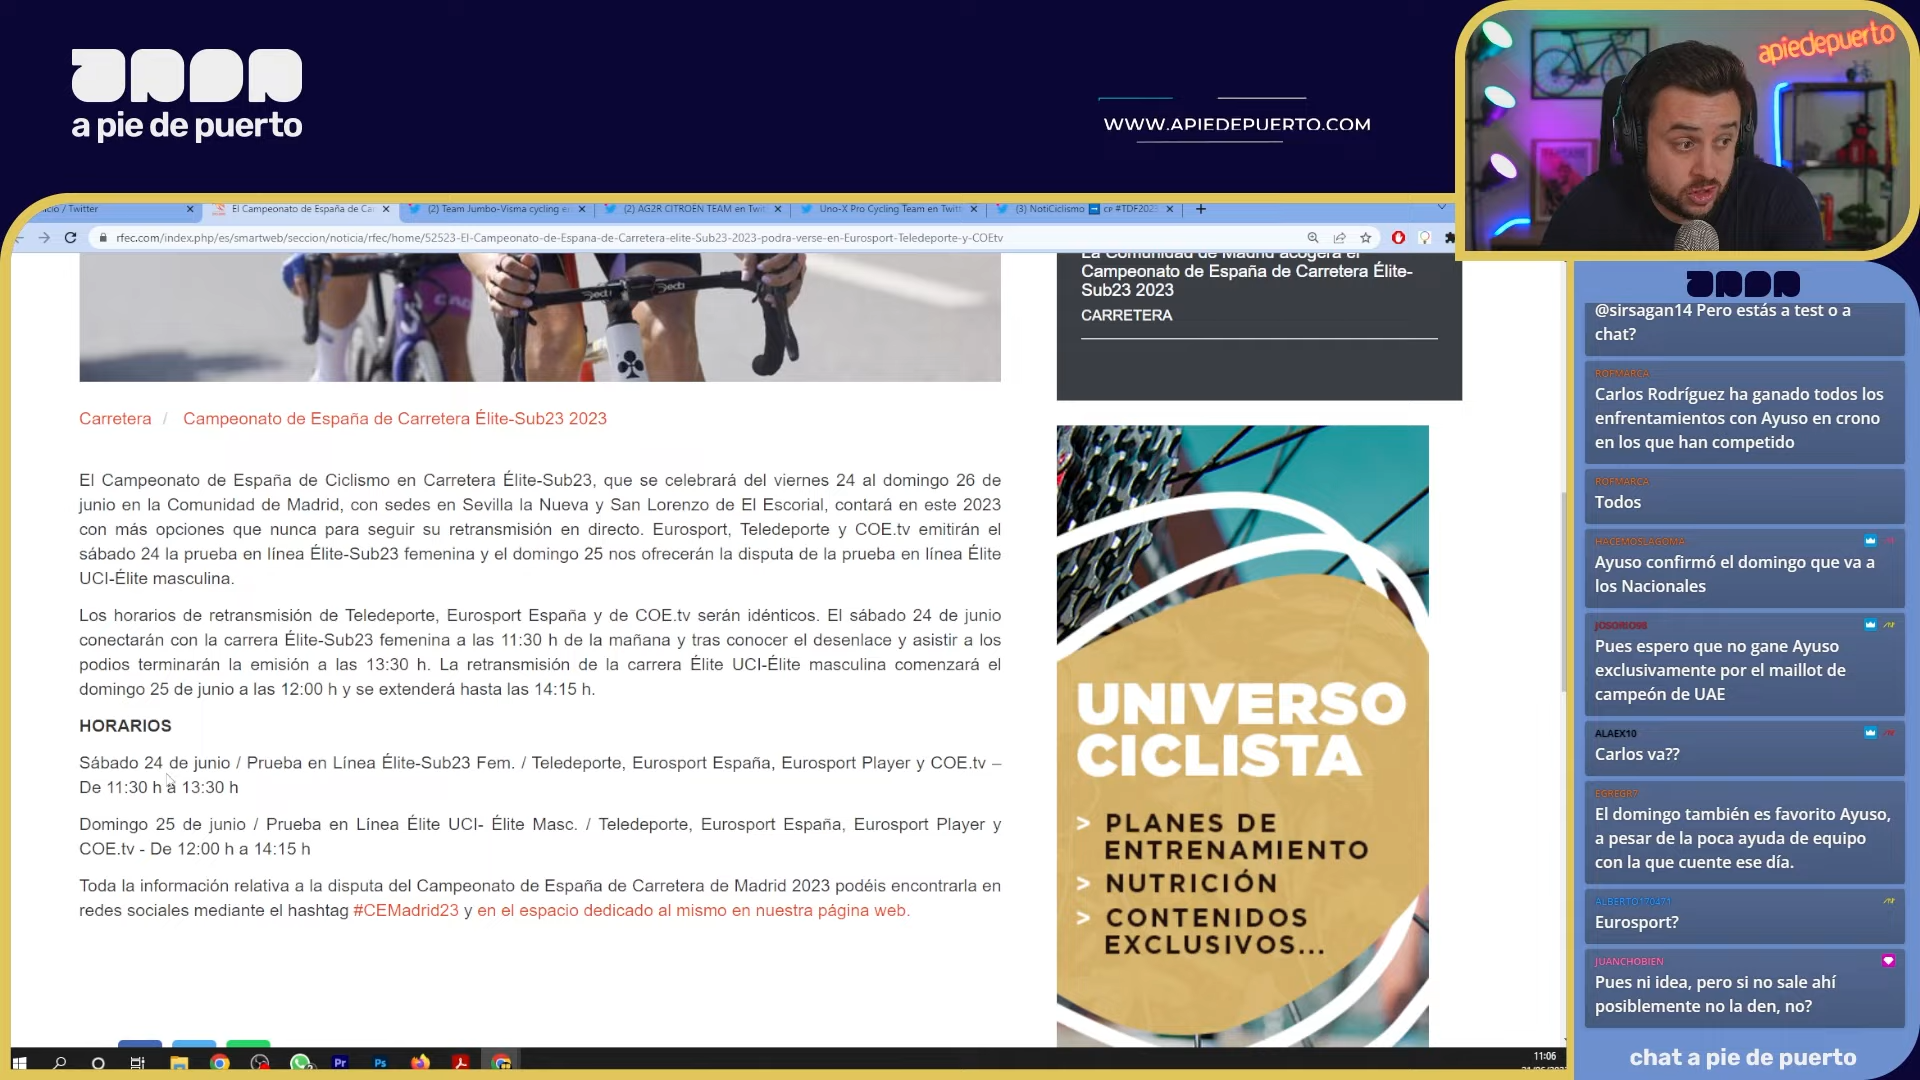 a pie de puerto
WWW.APIEDEPUERTO.COM
apiedepuerto
/ Twitter
El Campeonato de España de Ca
(2) Team Jumbo-Visma cycling
(2) AG2R CITROËN TEAM en Twit
Uno-X Pro Cycling Team en Twitt
(3) NotiCiclismo
rfec.com/index.php/es/smartweb/seccion/noticia/rfec/home/52523-El-Campeonato-de-Espana-de-Carretera-elite-Sub23-2023-podra-verse-en-Eurosport-Teledeporte-y-COEtv
La Comunidad de Madrid acogerá el
Campeonato de España de Carretera Élite-
Sub23 2023
CARRETERA
Carretera / Campeonato de España de Carretera Élite-Sub23 2023
El Campeonato de España de Ciclismo en Carretera Élite-Sub23, que se celebrará del viernes 24 al domingo 26 de
junio en la Comunidad de Madrid, con sedes en Sevilla la Nueva y San Lorenzo de El Escorial, contará en este 2023
con más opciones que nunca para seguir su retransmisión en directo. Eurosport, Teledeporte y COE.tv emitirán el
sábado 24 la prueba en línea Élite-Sub23 femenina y el domingo 25 nos ofrecerán la disputa de la prueba en línea Élite
UCI-Élite masculina.
Los horarios de retransmisión de Teledeporte, Eurosport España y de COE.tv serán idénticos. El sábado 24 de junio
conectarán con la carrera Élite-Sub23 femenina a las 11:30 h de la mañana y tras conocer el desenlace y asistir a los
podios terminarán la emisión a las 13:30 h. La retransmisión de la carrera Élite UCI-Élite masculina comenzará el
domingo 25 de junio a las 12:00 h y se extenderá hasta las 14:15 h.
HORARIOS
Sábado 24 de junio / Prueba en Línea Élite-Sub23 Fem. / Teledeporte, Eurosport España, Eurosport Player y COE.tv –
De 11:30 h a 13:30 h
Domingo 25 de junio / Prueba en Línea Élite UCI- Élite Masc. / Teledeporte, Eurosport España, Eurosport Player y
COE.tv - De 12:00 h a 14:15 h
Toda la información relativa a la disputa del Campeonato de España de Carretera de Madrid 2023 podéis encontrarla en
redes sociales mediante el hashtag #CEMadrid23 y en el espacio dedicado al mismo en nuestra página web.
UNIVERSO
CICLISTA
> PLANES DE
ENTRENAMIENTO
> NUTRICIÓN
> CONTENIDOS
EXCLUSIVOS...
@sirsagan14 Pero estás a test o a
chat?
ROFMARCA
Carlos Rodríguez ha ganado todos los
enfrentamientos con Ayuso en crono
en los que han competido
ROFMARCA
Todos
HACEMOSLAGOMA
Ayuso confirmó el domingo que va a
los Nacionales
JOSORIO98
Pues espero que no gane Ayuso
exclusivamente por el maillot de
campeón de UAE
ALAEX10
Carlos va??
EGREGR7
El domingo también es favorito Ayuso,
a pesar de la poca ayuda de equipo
con la que cuente ese día.
ALBERTO170471
Eurosport?
JUANCHOBIEN
Pues ni idea, pero si no sale ahí
posiblemente no la den, no?
chat a pie de puerto
Pr
Ps
11:06